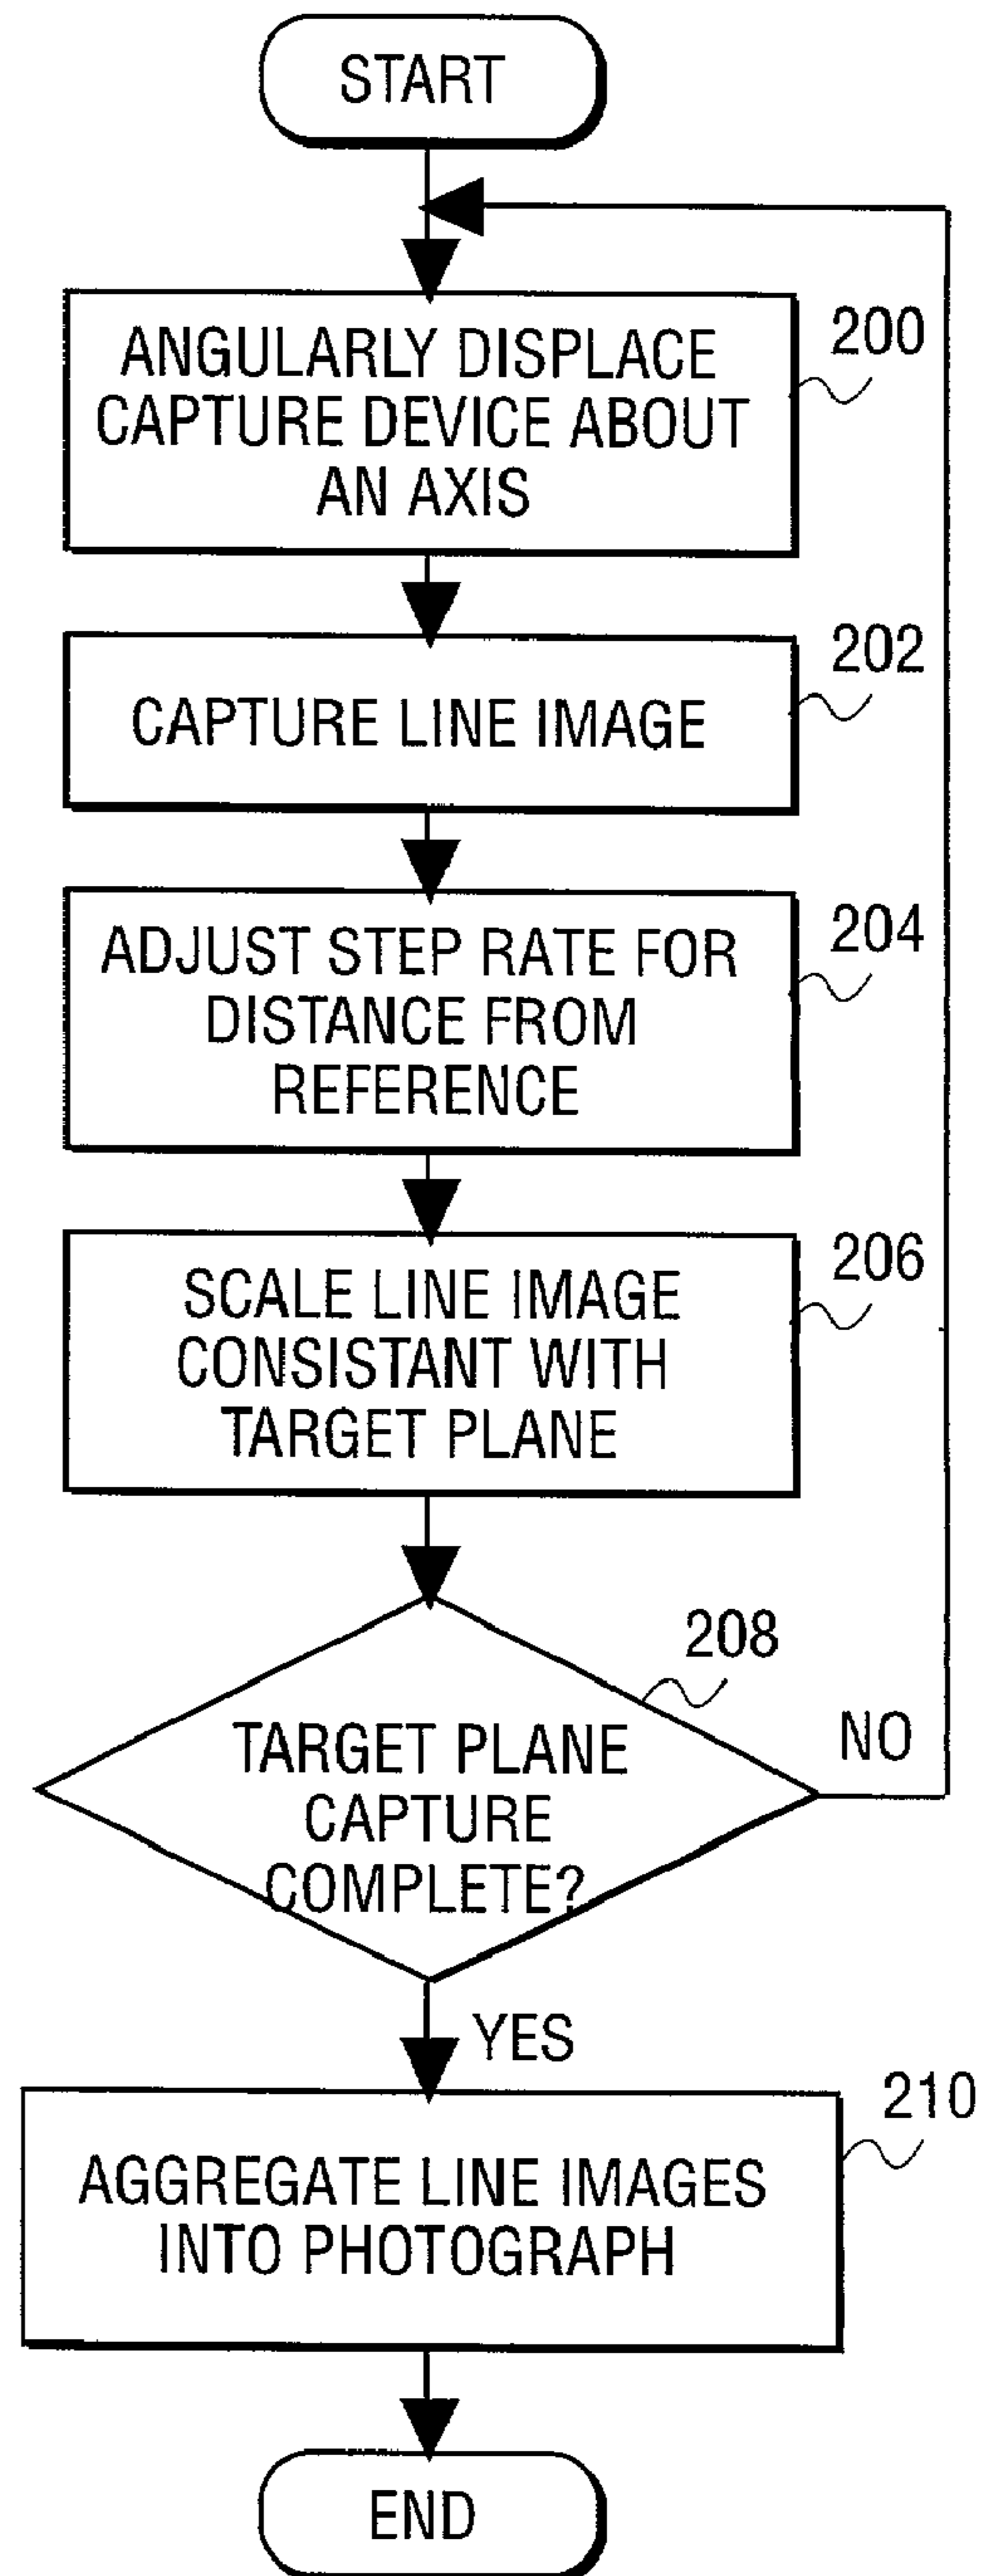 START
ANGULARLY DISPLACE
CAPTURE DEVICE ABOUT
AN AXIS
200
CAPTURE LINE IMAGE
202
ADJUST STEP RATE FOR
DISTANCE FROM
REFERENCE
204
SCALE LINE IMAGE
CONSISTANT WITH
TARGET PLANE
206
TARGET PLANE
CAPTURE
COMPLETE?
208
NO
YES
AGGREGATE LINE IMAGES
INTO PHOTOGRAPH
210
END